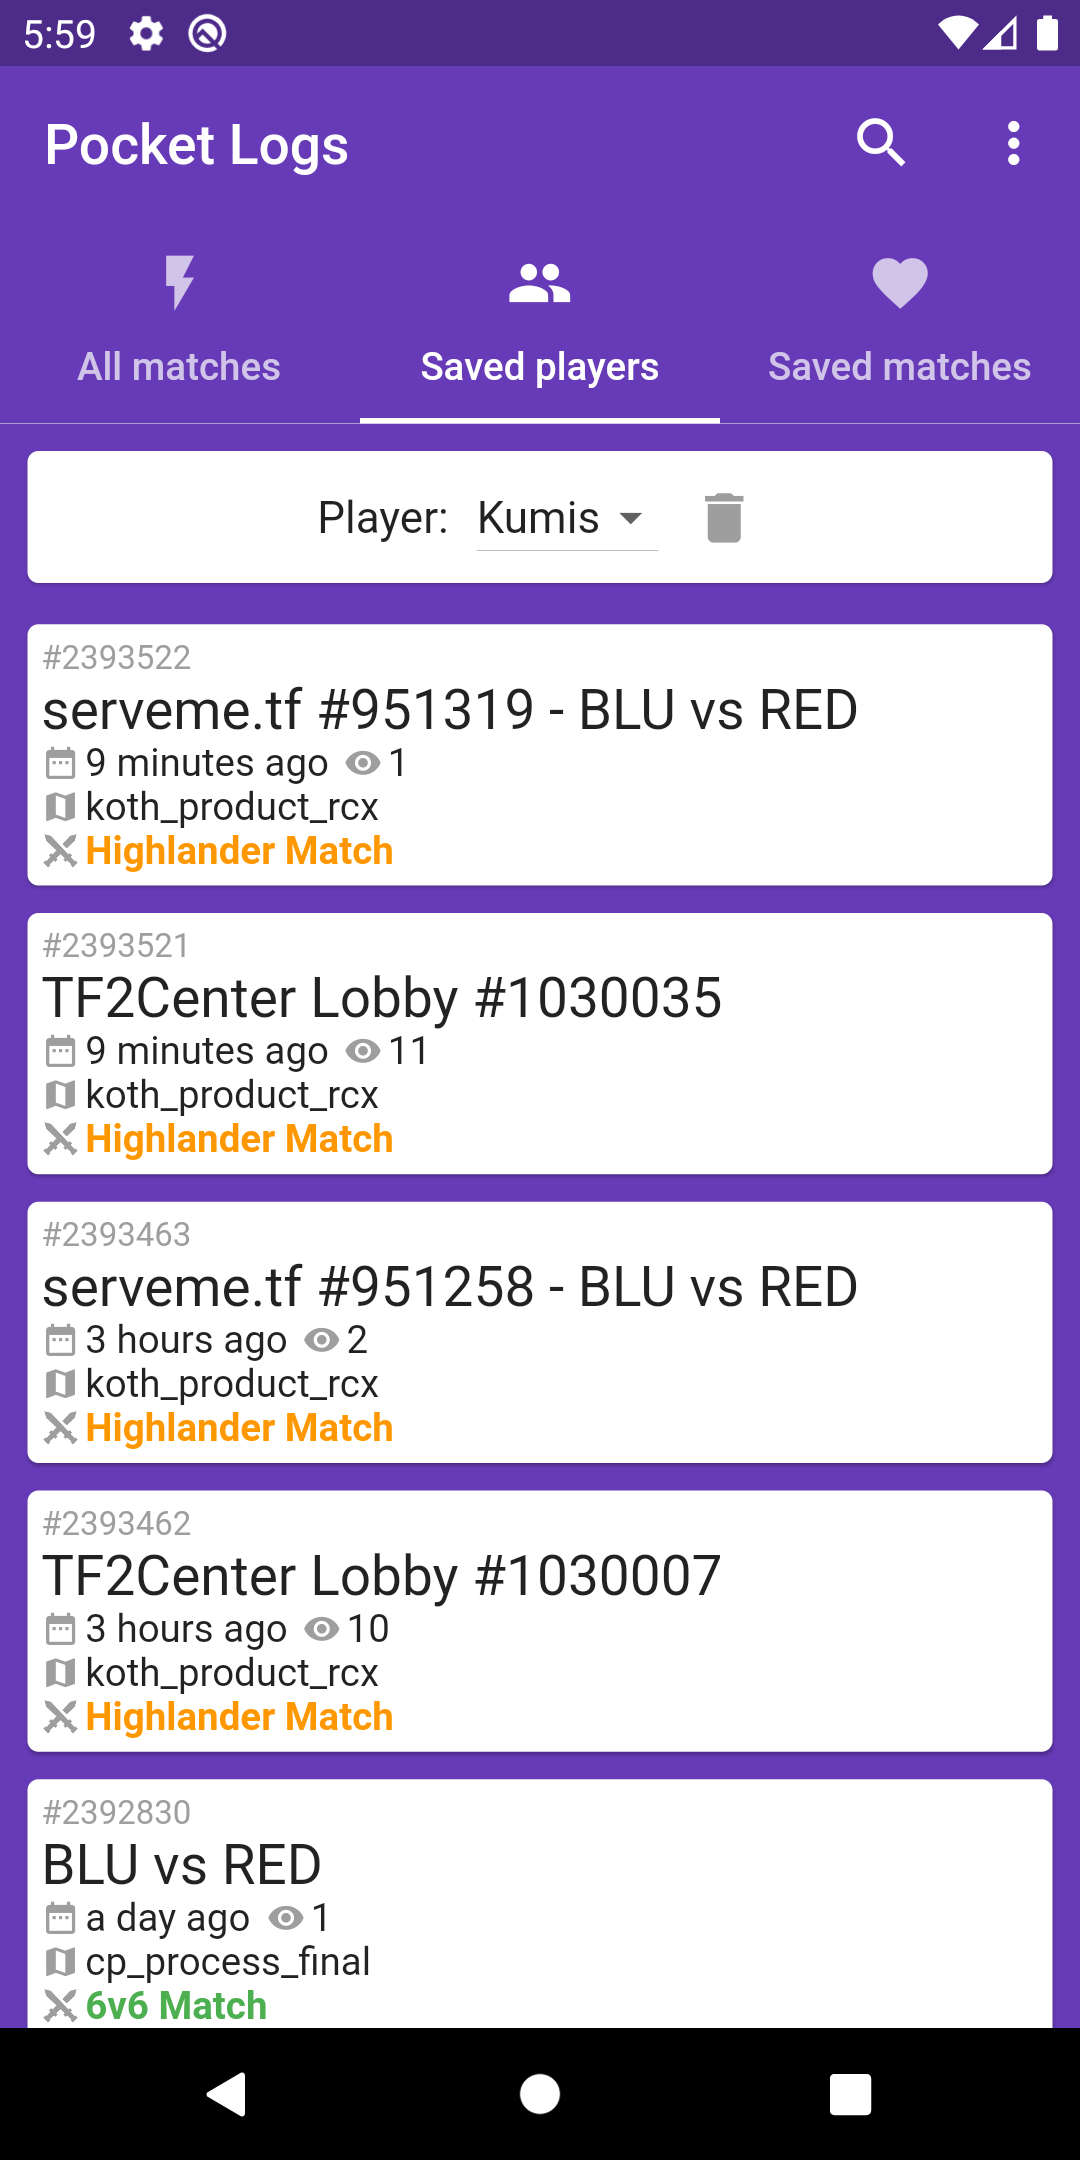 5:59
Pocket Logs
All matches
Saved players
Saved matches
Player: Kumis
#2393522
serveme.tf #951319 - BLU vs RED
9 minutes ago 1
koth_product_rcx
Highlander Match
#2393521
TF2Center Lobby #1030035
9 minutes ago 11
koth_product_rcx
Highlander Match
#2393463
serveme.tf #951258 - BLU vs RED
3 hours ago 2
koth_product_rcx
Highlander Match
#2393462
TF2Center Lobby #1030007
3 hours ago 10
koth_product_rcx
Highlander Match
#2392830
BLU vs RED
a day ago 1
cp_process_final
6v6 Match